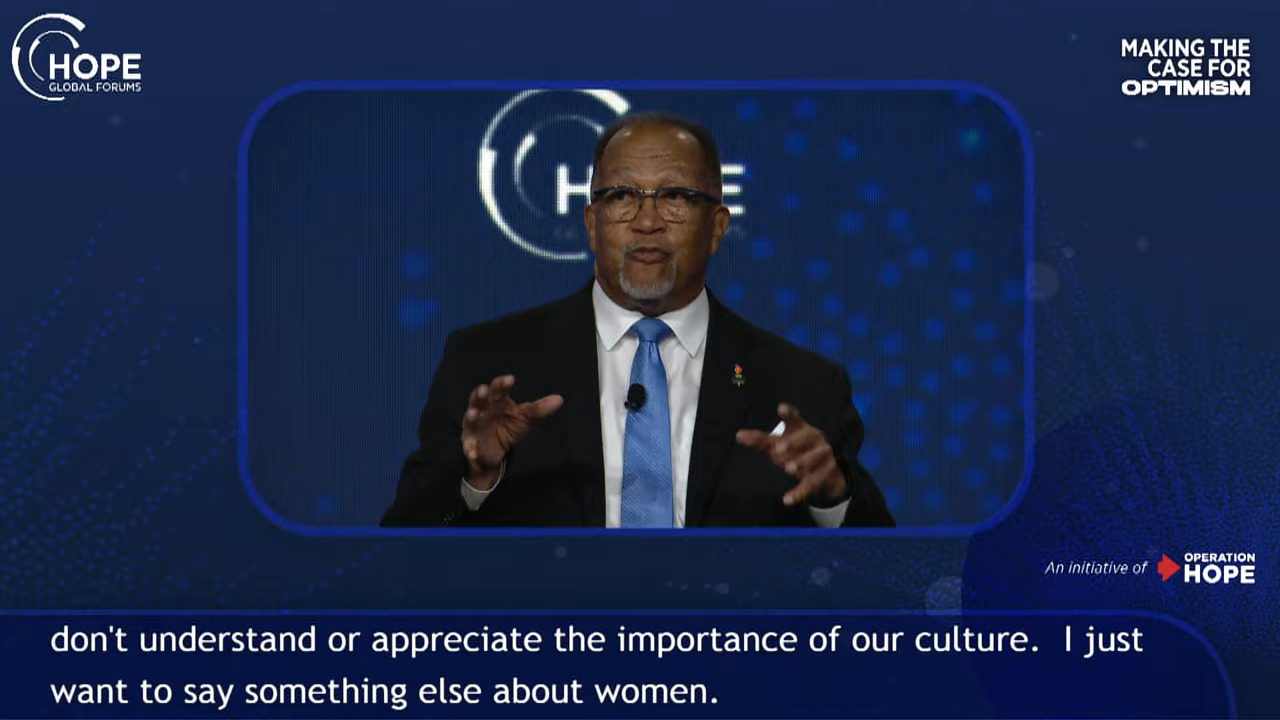 HOPE
GLOBAL FORUMS
MAKING THE
CASE FOR
OPTIMISM
H E
An initiative of
OPERATION
HOPE
don't understand or appreciate the importance of our culture.  I just
want to say something else about women.